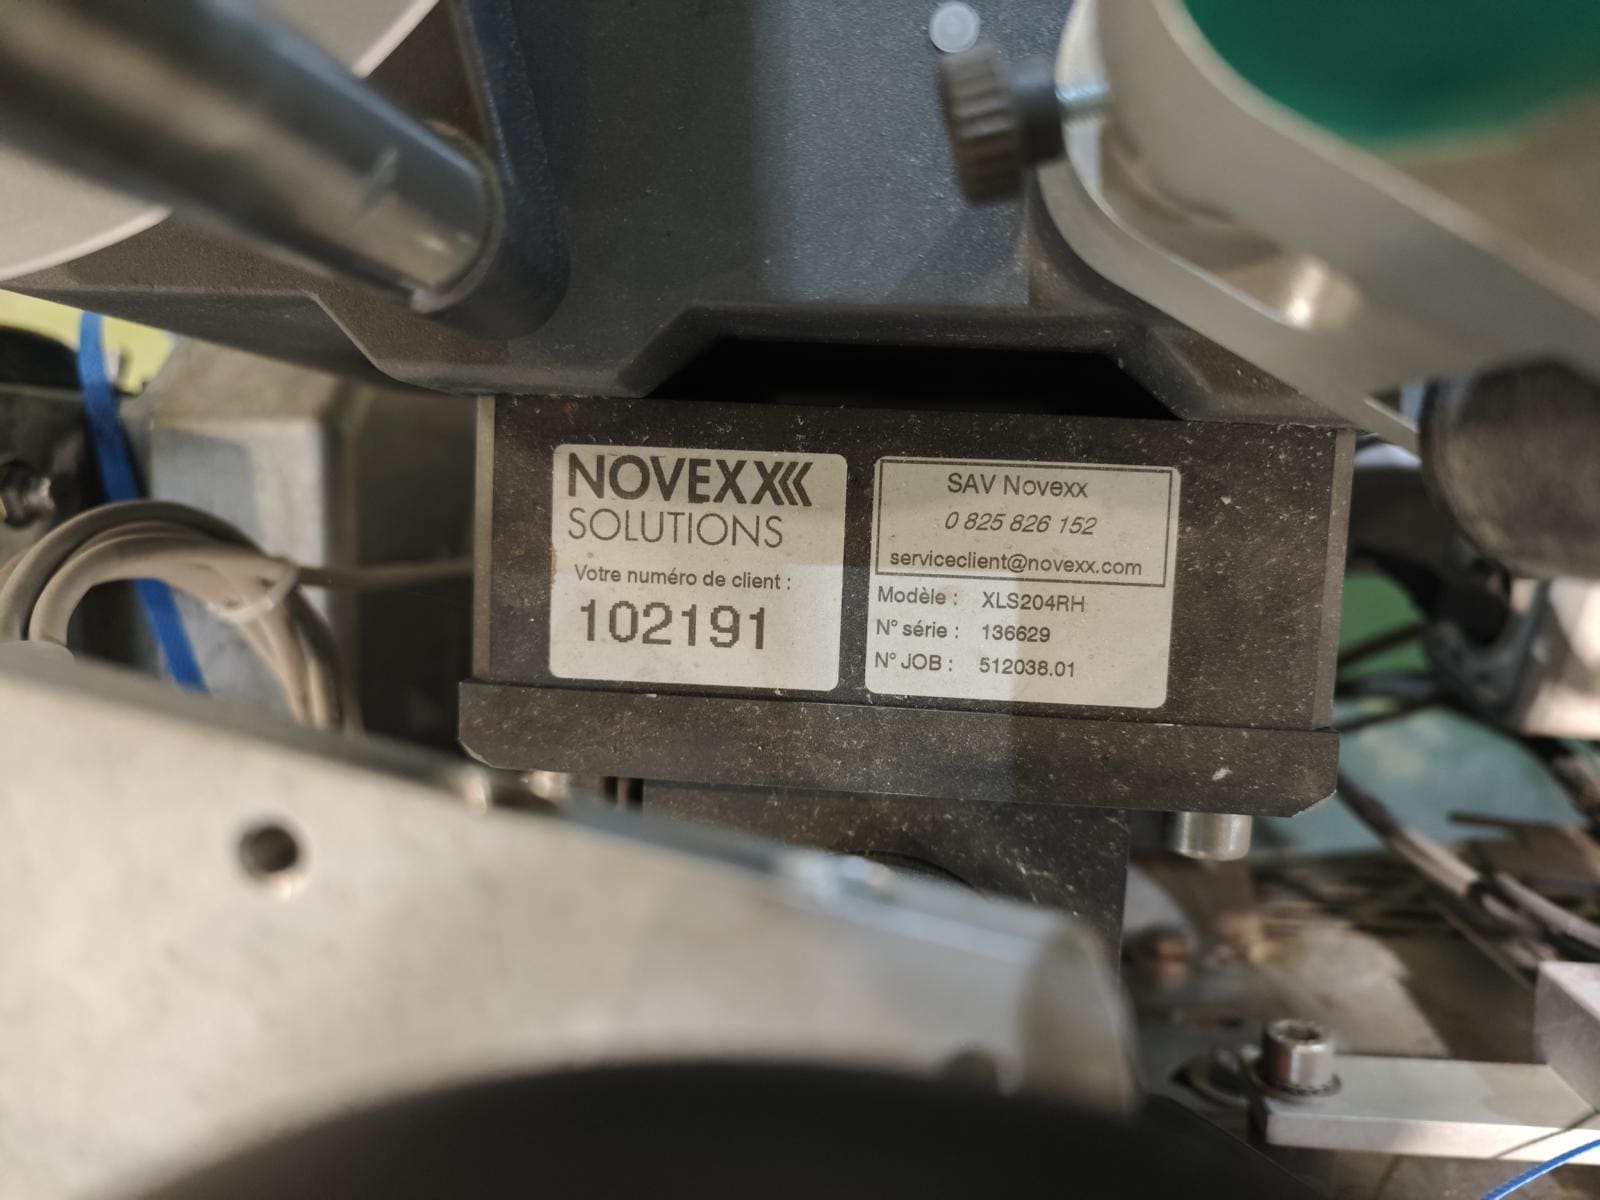 NOVEXX
SOLUTIONS
Votre numéro de client :
102191
SAV Novexx
0 825 826 152
serviceclient@novexx.com
Modèle : XLS204RH
N° série : 136629
N° JOB : 512038.01